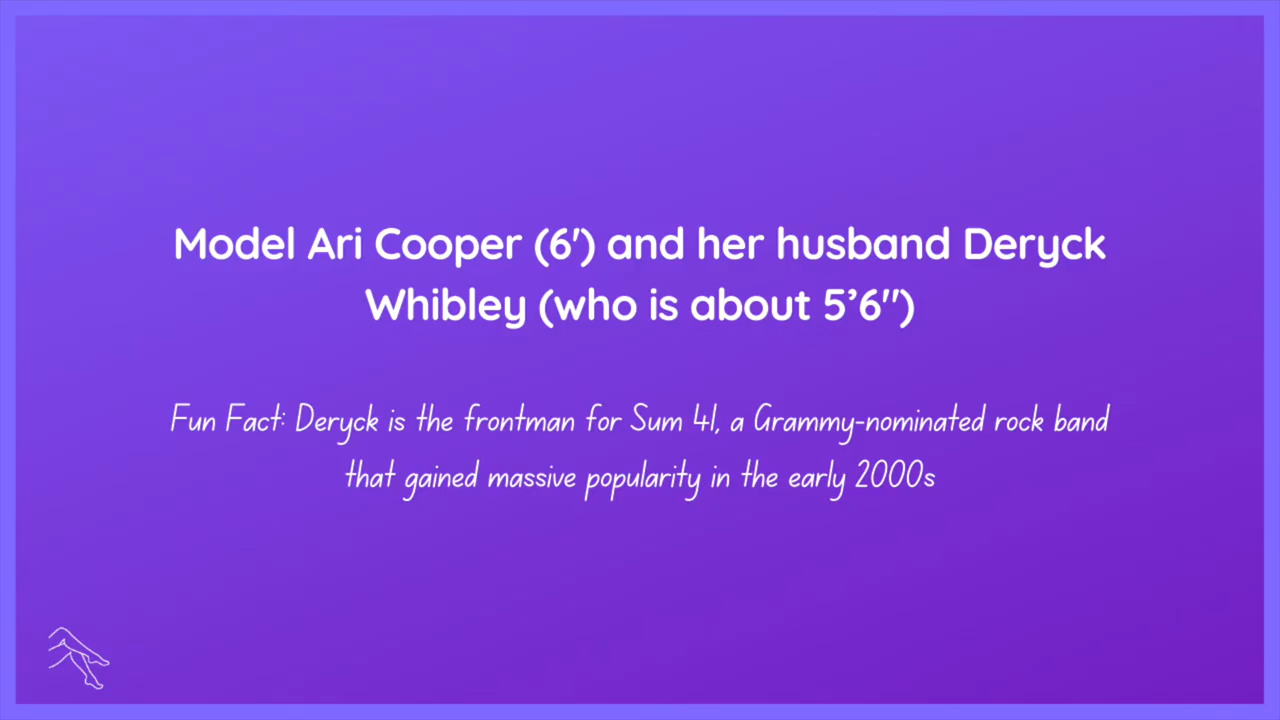 Model Ari Cooper (6') and her husband Deryck
Whibley (who is about 5’6")
Fun Fact: Deryck is the frontman for Sum 41, a Grammy-nominated rock band
that gained massive popularity in the early 2000s